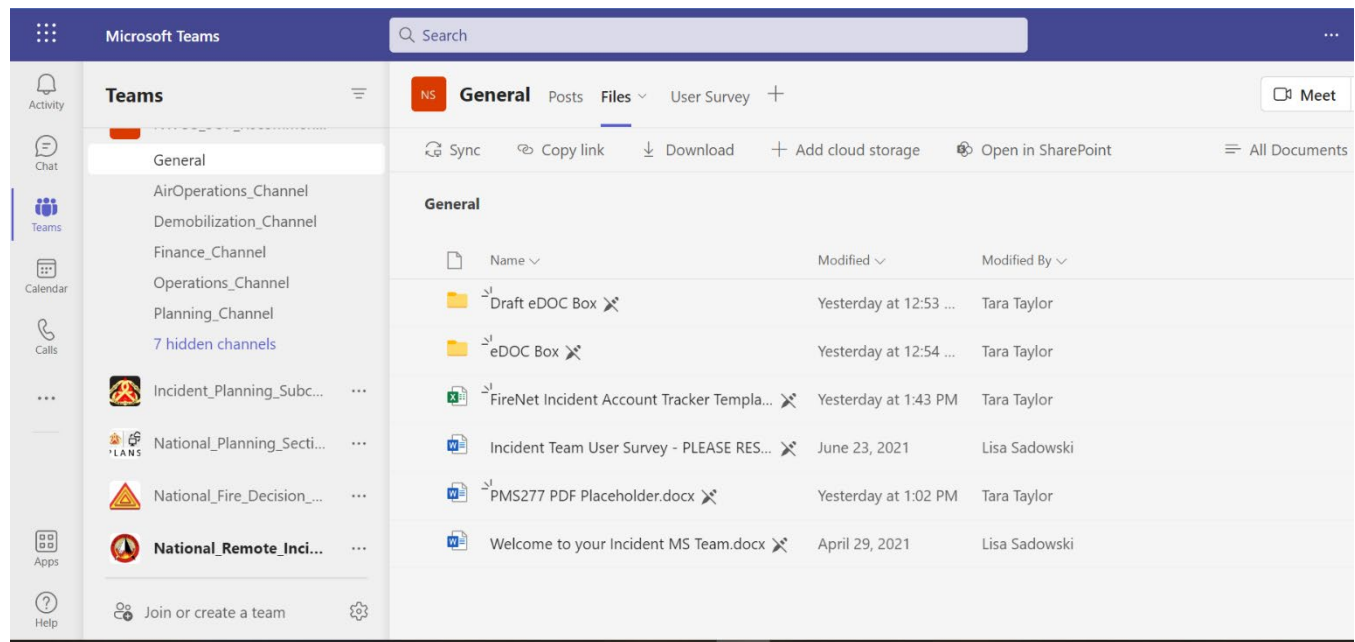 Microsoft Teams
Search
Activity
Chat
Teams
Calendar
Calls
Apps
Help
Teams
General
AirOperations_Channel
Demobilization_Channel
Finance_Channel
Operations_Channel
Planning_Channel
7 hidden channels
Incident_Planning_Subc... ...
PLANS National_Planning_Secti... ...
National_Fire_Decision_... ...
National_Remote_Inci... ...
Join or create a team
NS General Posts Files User Survey +
Meet
Sync Copy link Download + Add cloud storage Open in SharePoint All Documents
General
Name Modified Modified By
Draft eDOC Box Yesterday at 12:53 ... Tara Taylor
eDOC Box Yesterday at 12:54 ... Tara Taylor
FireNet Incident Account Tracker Templa... Yesterday at 1:43 PM Tara Taylor
Incident Team User Survey - PLEASE RES... June 23, 2021 Lisa Sadowski
PMS277 PDF Placeholder.docx Yesterday at 1:02 PM Tara Taylor
Welcome to your Incident MS Team.docx April 29, 2021 Lisa Sadowski